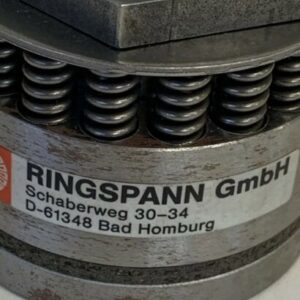 RINGSPANN GmbH
Schaberweg 30-34
D-61348 Bad Homburg